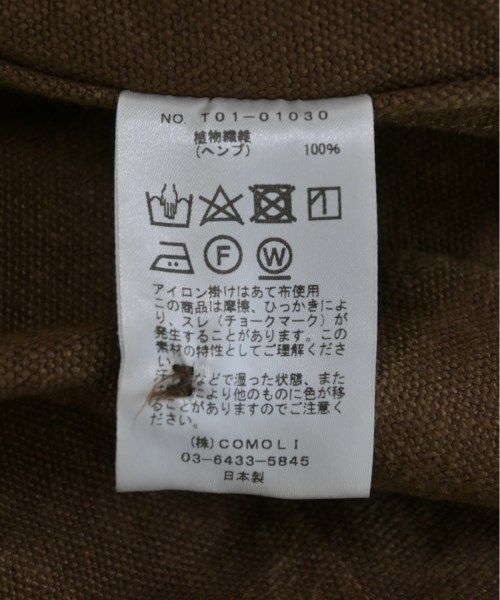 NO. T01-01030
植物繊維
(ヘンプ) 100%
F W
アイロン掛けはあて布使用
この商品は摩擦、ひっかきによ
り、スレ(チョークマーク)が
発生することがあります。この
素材の特性としてご理解くださ
い。
などで湿った状態、また
により他のものに色が移
ることがありますのでご注意く
ださい。
(株)COMOLI
03-6433-5845
日本製